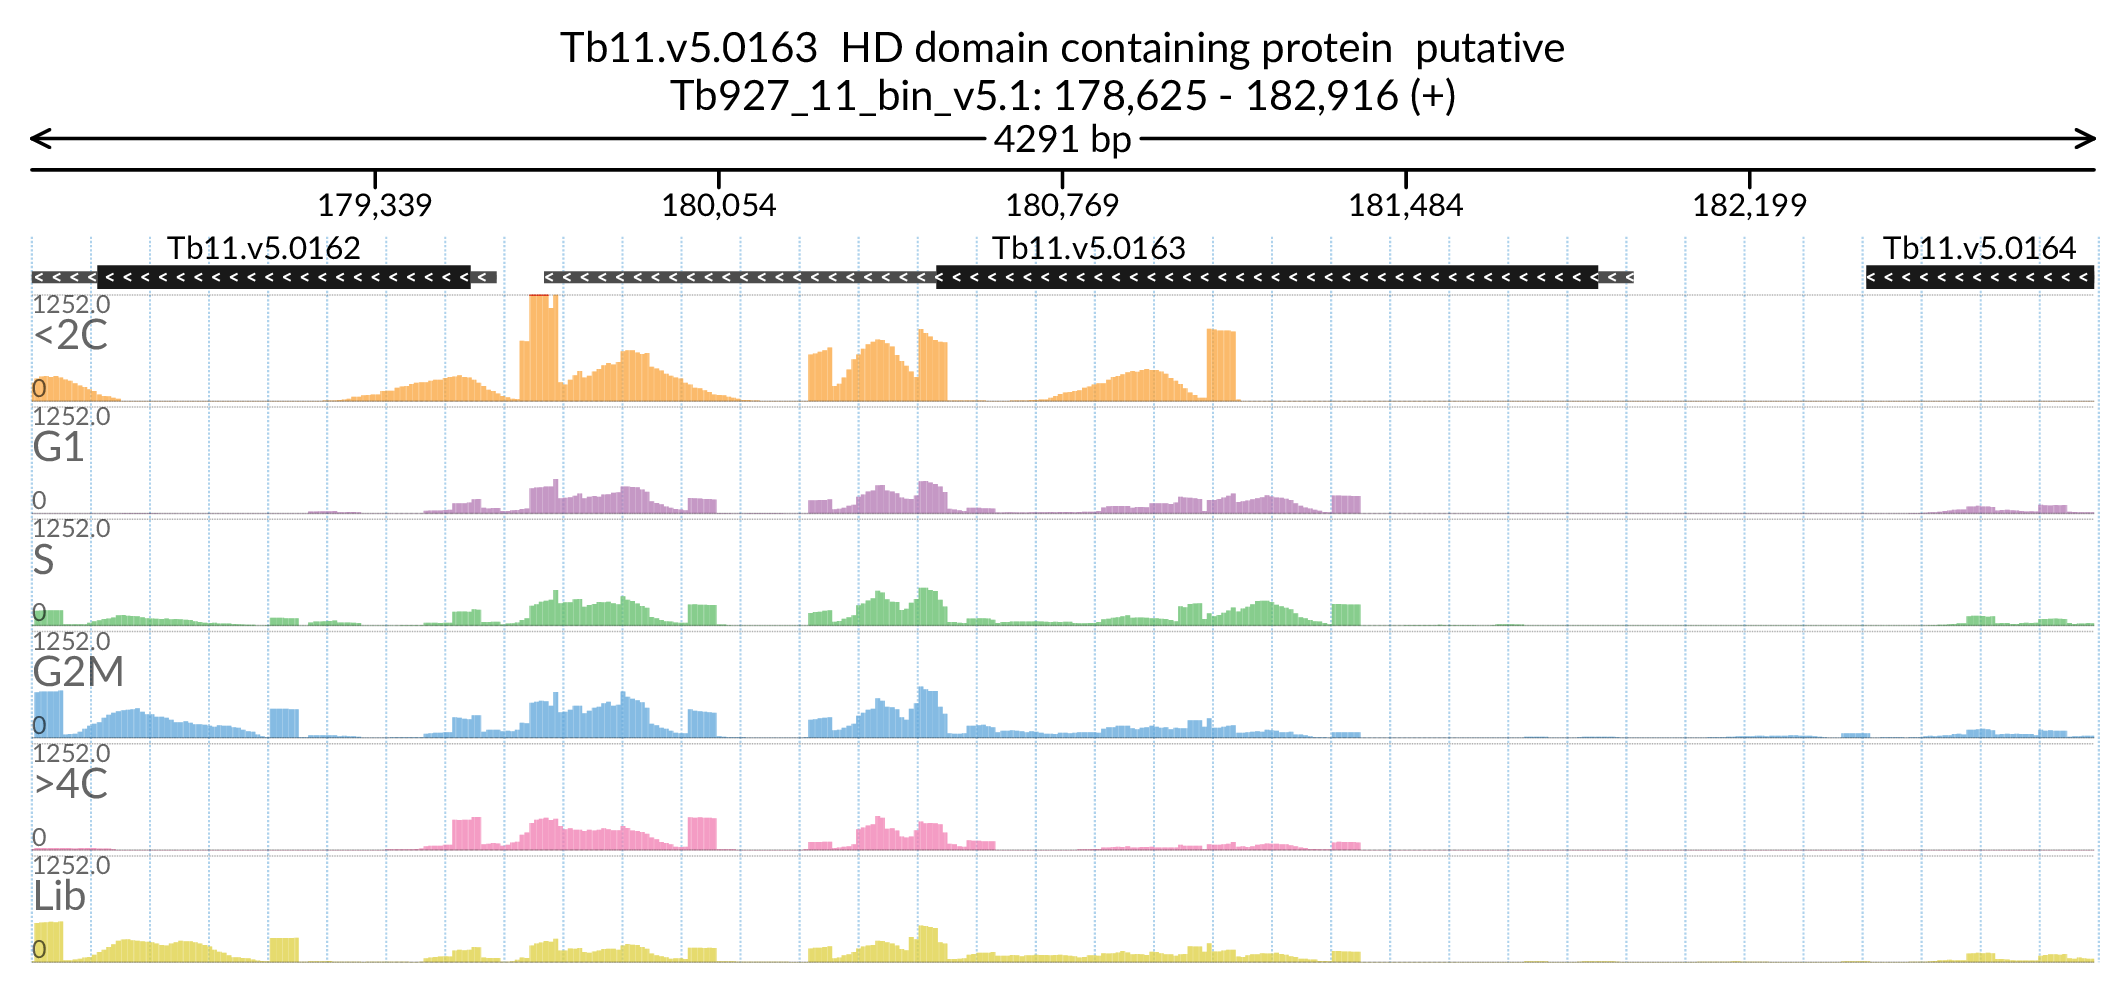 Tb11.v5.0163  HD domain containing protein  putative
Tb927_11_bin_v5.1: 178,625 - 182,916 (+)
4291 bp
179,339 180,054 180,769 181,484 182,199
Tb11.v5.0162 Tb11.v5.0163 Tb11.v5.0164
1252.0
<2C
0
1252.0
G1
0
1252.0
S
0
1252.0
G2M
0
1252.0
>4C
0
1252.0
Lib
0